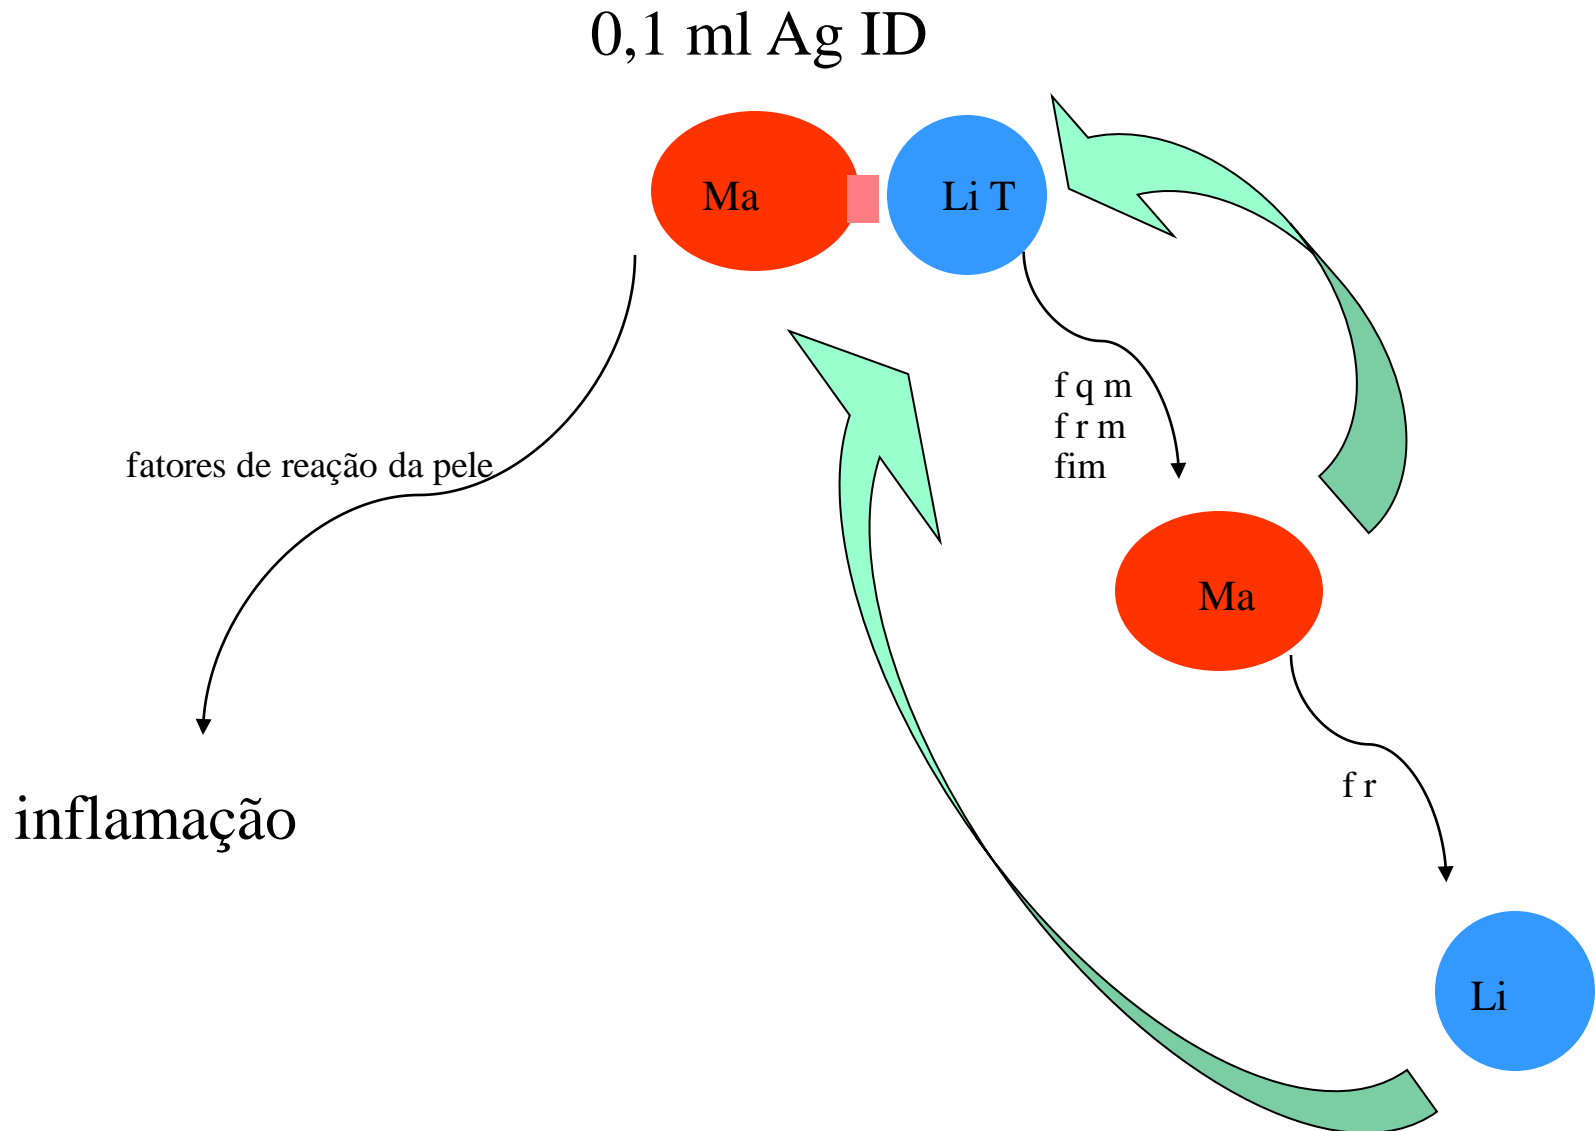 0,1 ml Ag ID
Ma
Li T
f q m
f r m
fim
fatores de reação da pele
Ma
f r
inflamação
Li